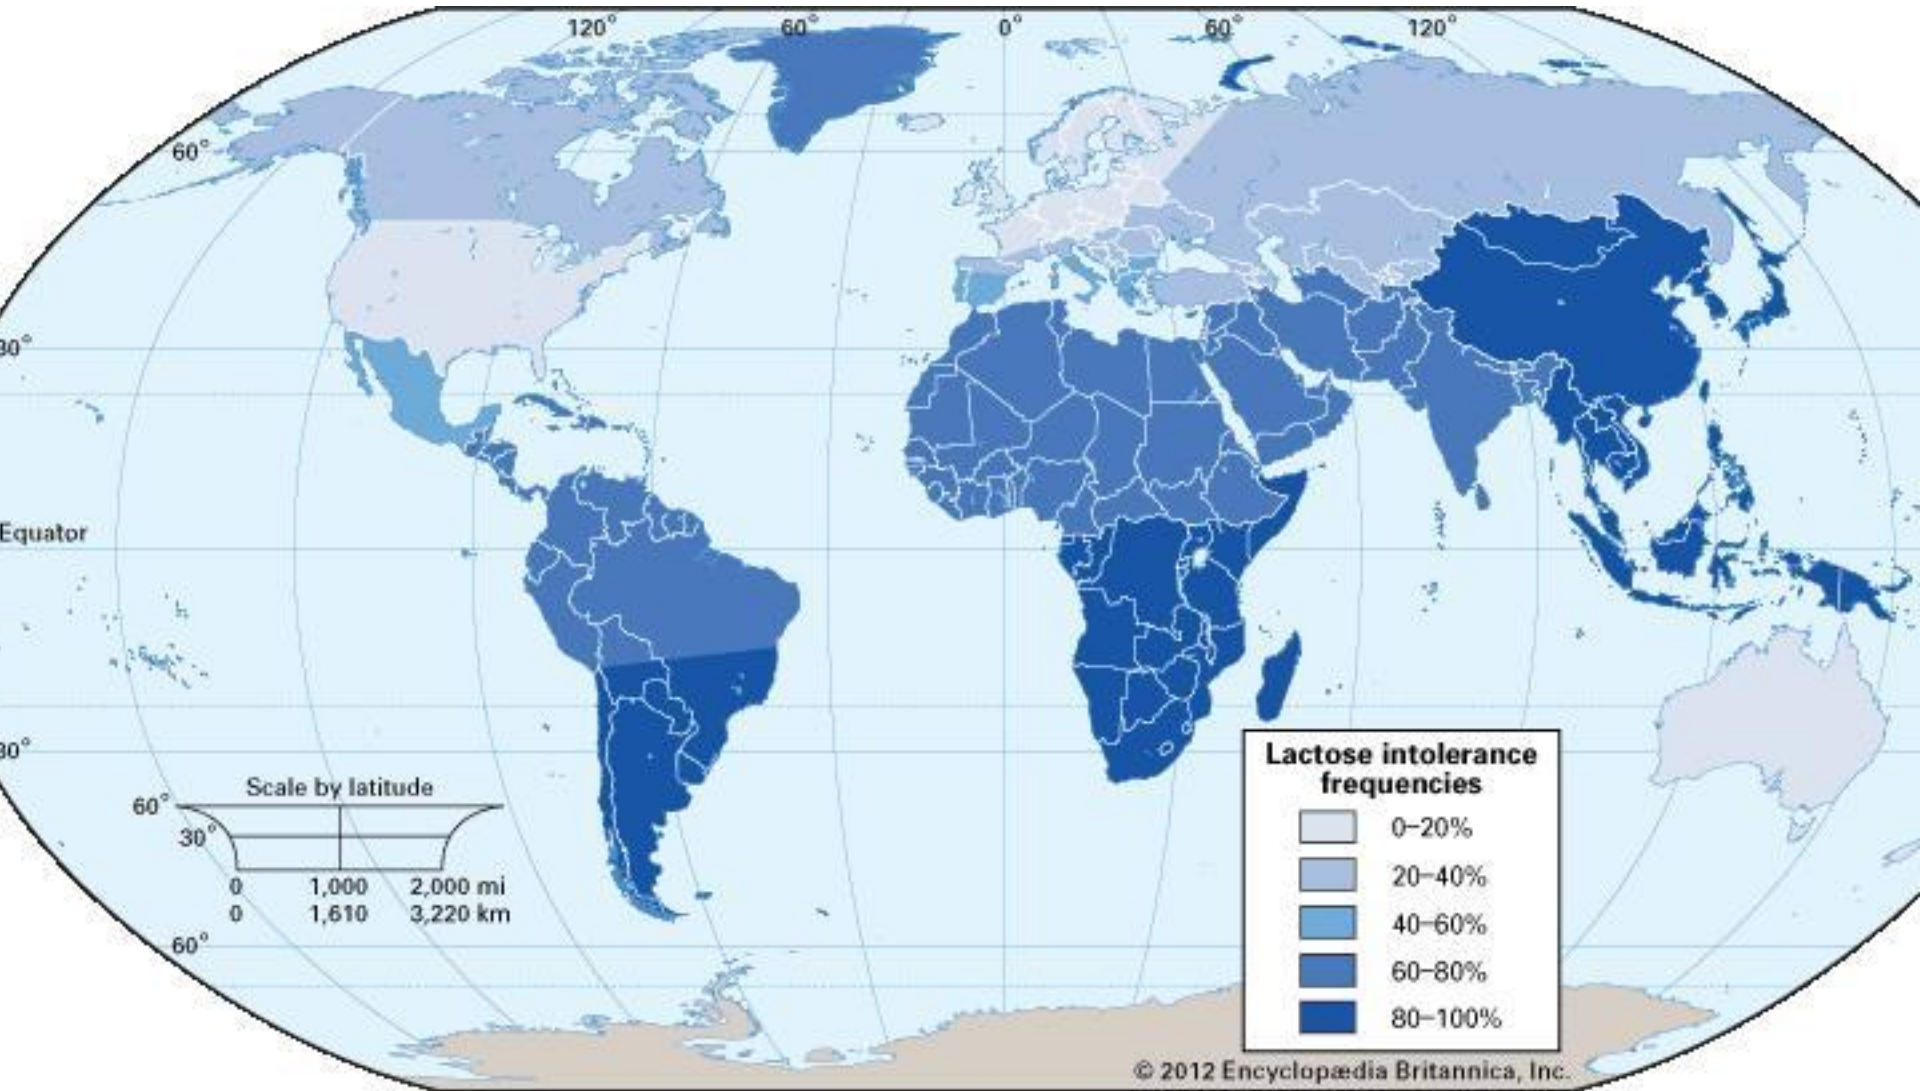 120°
60°
0°
60°
120°
60°
30°
Equator
30°
Scale by latitude
60°
30°
0 1,000 2,000 mi
0 1,610 3,220 km
60°
Lactose intolerance
frequencies
0–20%
20–40%
40–60%
60–80%
80–100%
© 2012 Encyclopædia Britannica, Inc.